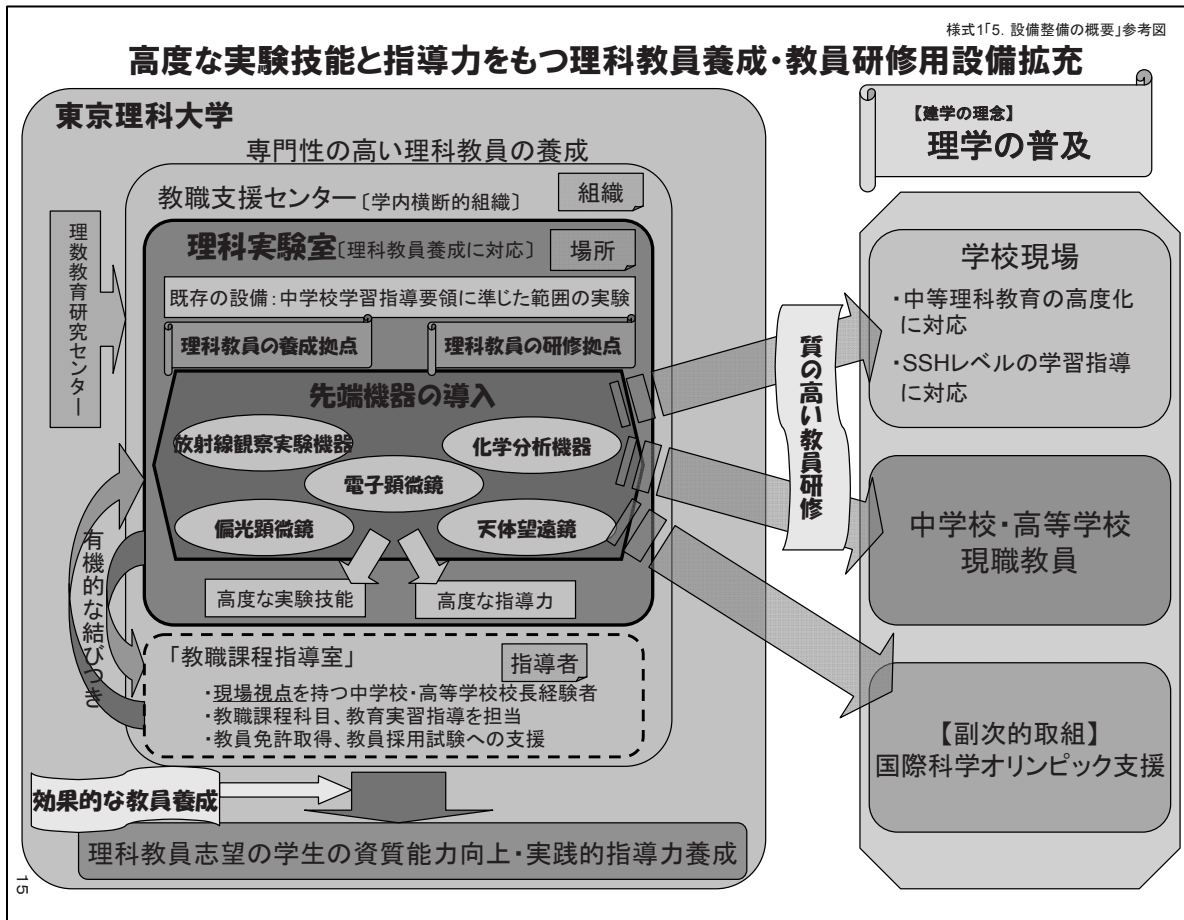 様式1「5. 設備整備の概要」参考図
高度な実験技能と指導力をもつ理科教員養成・教員研修用設備拡充
東京理科大学
専門性の高い理科教員の養成
教職支援センター〔学内横断的組織〕
組織
理科実験室〔理科教員養成に対応〕
場所
既存の設備:中学校学習指導要領に準じた範囲の実験
理科教員の養成拠点
理科教員の研修拠点
先端機器の導入
放射線観察実験機器
化学分析機器
電子顕微鏡
偏光顕微鏡
天体望遠鏡
高度な実験技能
高度な指導力
理数教育研究センター
有機的な結びつき
「教職課程指導室」
指導者
・現場視点を持つ中学校・高等学校校長経験者
・教職課程科目、教育実習指導を担当
・教員免許取得、教員採用試験への支援
効果的な教員養成
理科教員志望の学生の資質能力向上・実践的指導力養成
質の高い教員研修
【建学の理念】
理学の普及
学校現場
・中等理科教育の高度化
に対応
・SSHレベルの学習指導
に対応
中学校・高等学校
現職教員
【副次的取組】
国際科学オリンピック支援
15